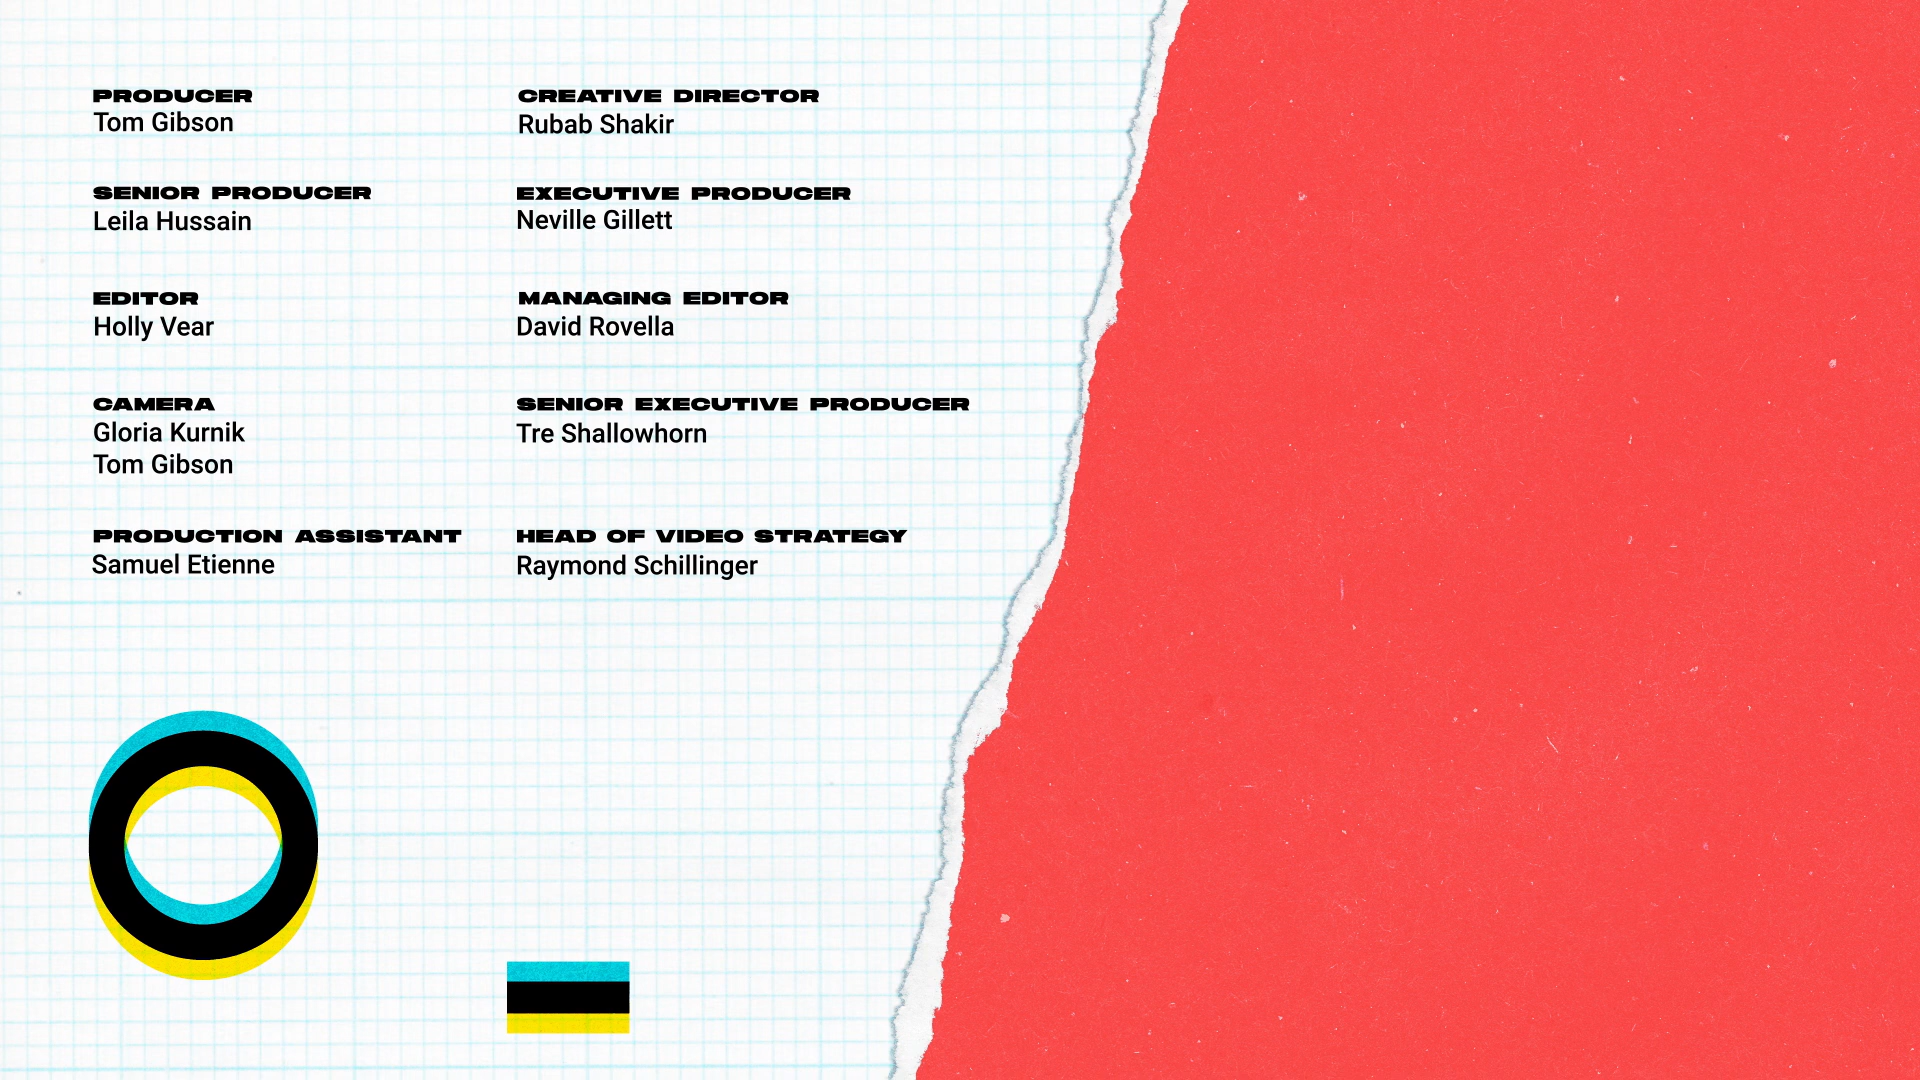 PRODUCER
Tom Gibson
SENIOR PRODUCER
Leila Hussain
EDITOR
Holly Vear
CAMERA
Gloria Kurnik
Tom Gibson
PRODUCTION ASSISTANT
Samuel Etienne
CREATIVE DIRECTOR
Rubab Shakir
EXECUTIVE PRODUCER
Neville Gillett
MANAGING EDITOR
David Rovella
SENIOR EXECUTIVE PRODUCER
Tre Shallowhorn
HEAD OF VIDEO STRATEGY
Raymond Schillinger